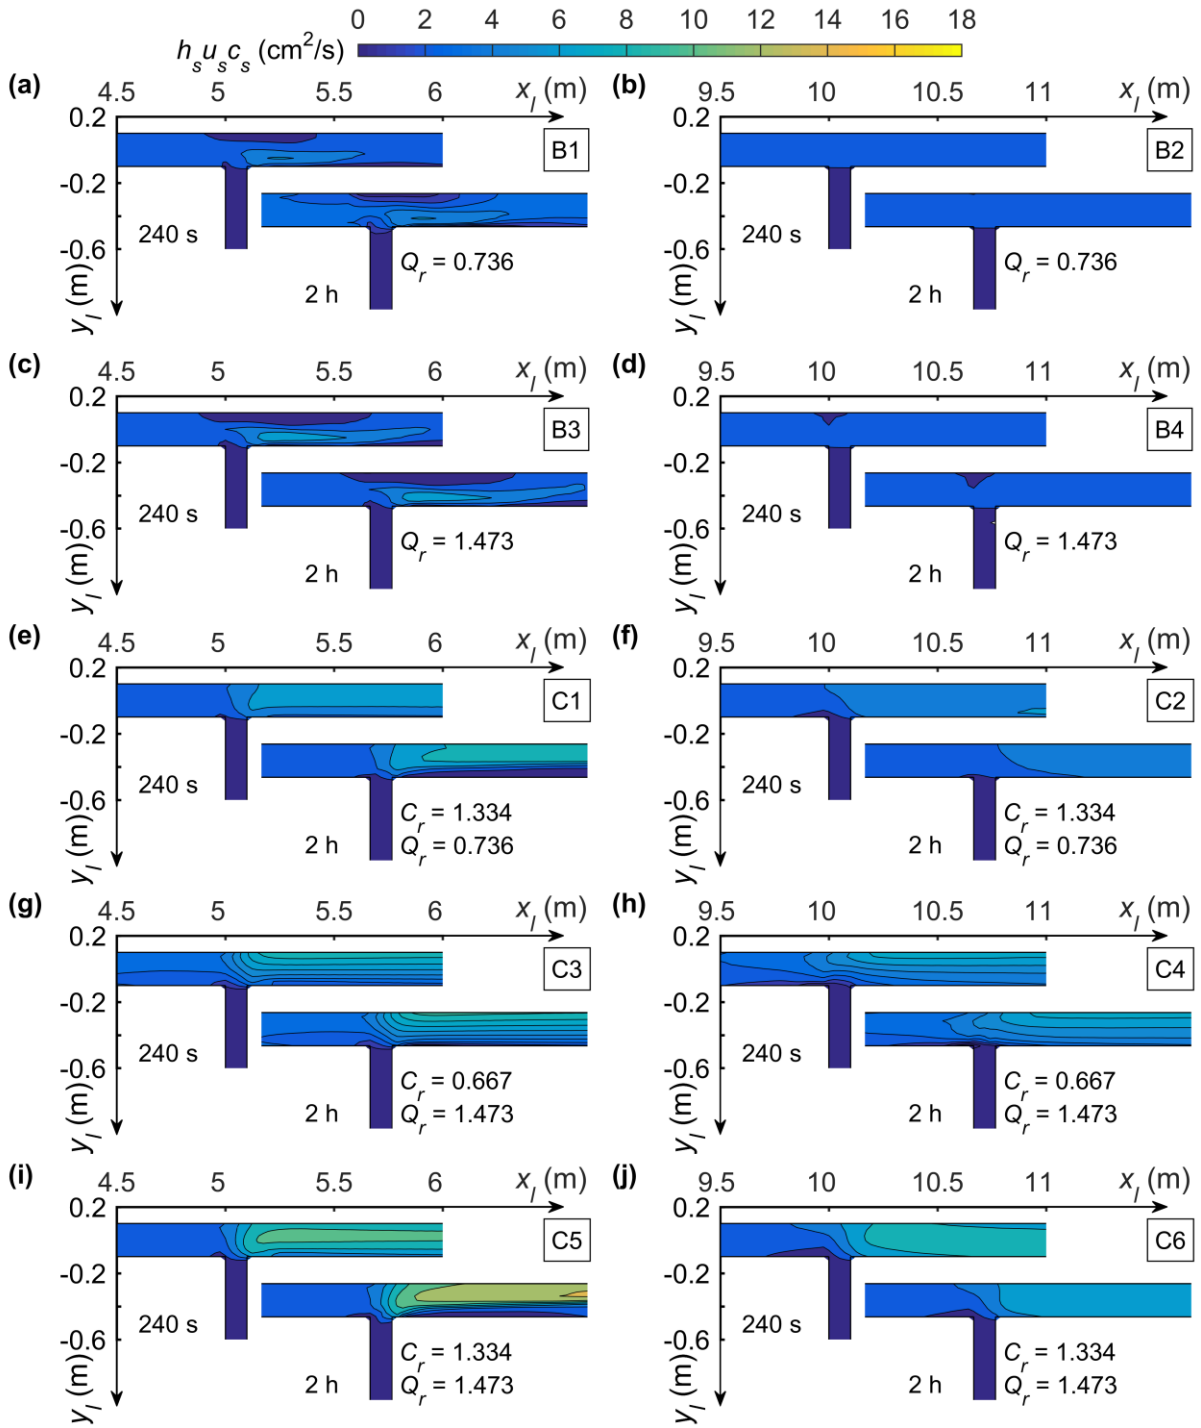 0 2 4 6 8 10 12 14 16 18
h_s u_s c_s (cm²/s)
(a) 4.5 5 5.5 6 x_l (m)
0.2
B1
-0.2
240 s
-0.6
Q_r = 0.736
2 h
y_l (m)
(b) 9.5 10 10.5 11 x_l (m)
0.2
B2
-0.2
240 s
-0.6
Q_r = 0.736
2 h
y_l (m)
(c) 4.5 5 5.5 6 x_l (m)
0.2
B3
-0.2
240 s
-0.6
Q_r = 1.473
2 h
y_l (m)
(d) 9.5 10 10.5 11 x_l (m)
0.2
B4
-0.2
240 s
-0.6
Q_r = 1.473
2 h
y_l (m)
(e) 4.5 5 5.5 6 x_l (m)
0.2
C1
-0.2
240 s
-0.6
C_r = 1.334
2 h
Q_r = 0.736
y_l (m)
(f) 9.5 10 10.5 11 x_l (m)
0.2
C2
-0.2
240 s
-0.6
C_r = 1.334
2 h
Q_r = 0.736
y_l (m)
(g) 4.5 5 5.5 6 x_l (m)
0.2
C3
-0.2
240 s
-0.6
C_r = 0.667
2 h
Q_r = 1.473
y_l (m)
(h) 9.5 10 10.5 11 x_l (m)
0.2
C4
-0.2
240 s
-0.6
C_r = 0.667
2 h
Q_r = 1.473
y_l (m)
(i) 4.5 5 5.5 6 x_l (m)
0.2
C5
-0.2
240 s
-0.6
C_r = 1.334
2 h
Q_r = 1.473
y_l (m)
(j) 9.5 10 10.5 11 x_l (m)
0.2
C6
-0.2
240 s
-0.6
C_r = 1.334
2 h
Q_r = 1.473
y_l (m)